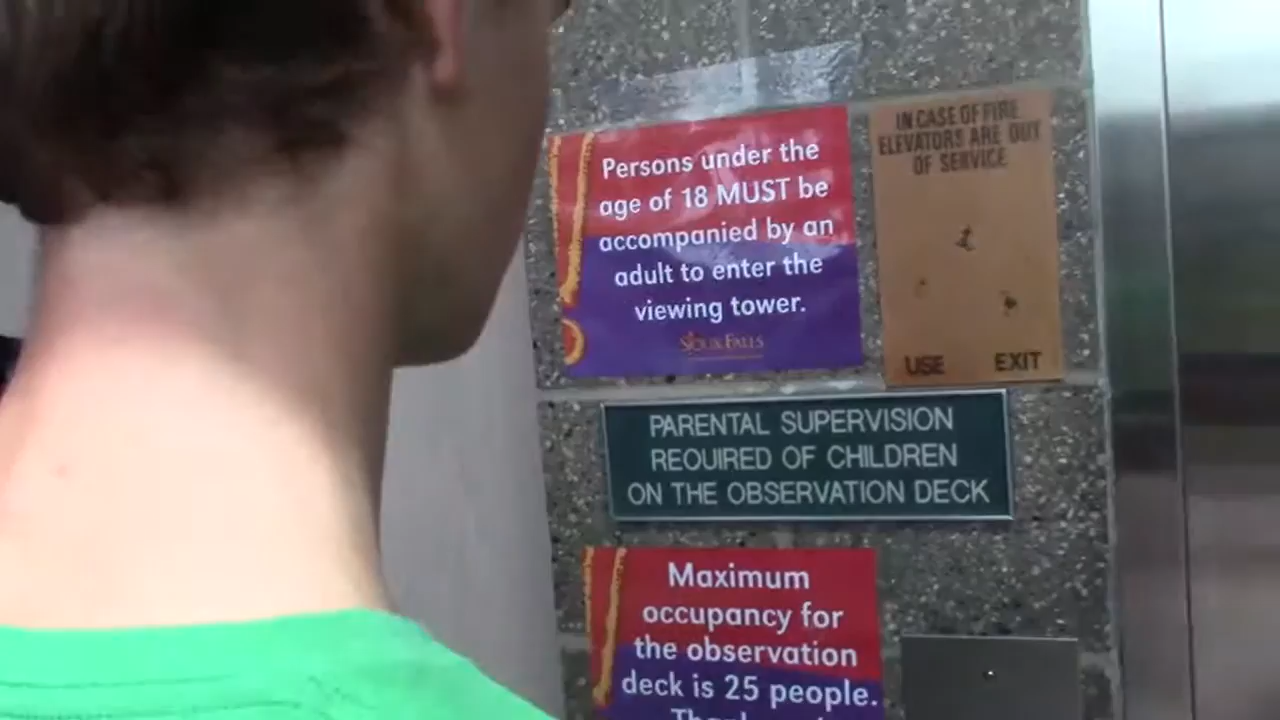 Persons under the
age of 18 MUST be
accompanied by an
adult to enter the
viewing tower.
SIOUX FALLS
IN CASE OF FIRE
ELEVATORS ARE OUT
OF SERVICE
USE EXIT
PARENTAL SUPERVISION
REQUIRED OF CHILDREN
ON THE OBSERVATION DECK
Maximum
occupancy for
the observation
deck is 25 people.